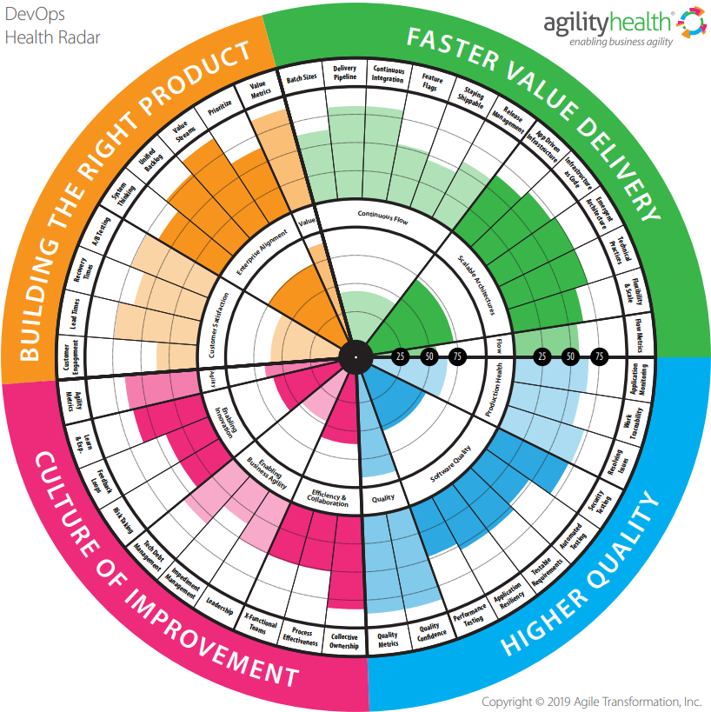 DevOps
Health Radar
agilityhealth®
enabling business agility
BUILDING THE RIGHT PRODUCT
FASTER VALUE DELIVERY
HIGHER QUALITY
CULTURE OF IMPROVEMENT
Batch Sizes
Delivery
Pipeline
Continuous
Integration
Feature
Flags
Staying
Shippable
Release
Management
App Driven
Infrastructure
Infrastructure
as Code
Emergent
Architecture
Technical
Practices
Flexibility
& Scale
Flow Metrics
Application
Monitoring
Work
Traceability
Resolving
Issues
Security
Testing
Automated
Testing
Testable
Requirements
Application
Resiliency
Performance
Testing
Quality
Confidence
Quality
Metrics
Collective
Ownership
Process
Effectiveness
X-Functional
Teams
Leadership
Impediment
Management
Tech Debt
Management
Risk Taking
Feedback
Loops
Learn
& Exp.
Agility
Metrics
Customer
Engagement
Lead Times
Recovery
Times
A/B Testing
System
Thinking
Unified
Backlog
Value
Streams
Prioritize
Value
Metrics
Continuous Flow
Scalable Architectures
Flow
Production Health
Software Quality
Quality
Efficiency &
Collaboration
Enabling
Business Agility
Enabling
Innovation
Agility
Customer Satisfaction
Enterprise Alignment
Value
25
50
75
25
50
75
Copyright © 2019 Agile Transformation, Inc.